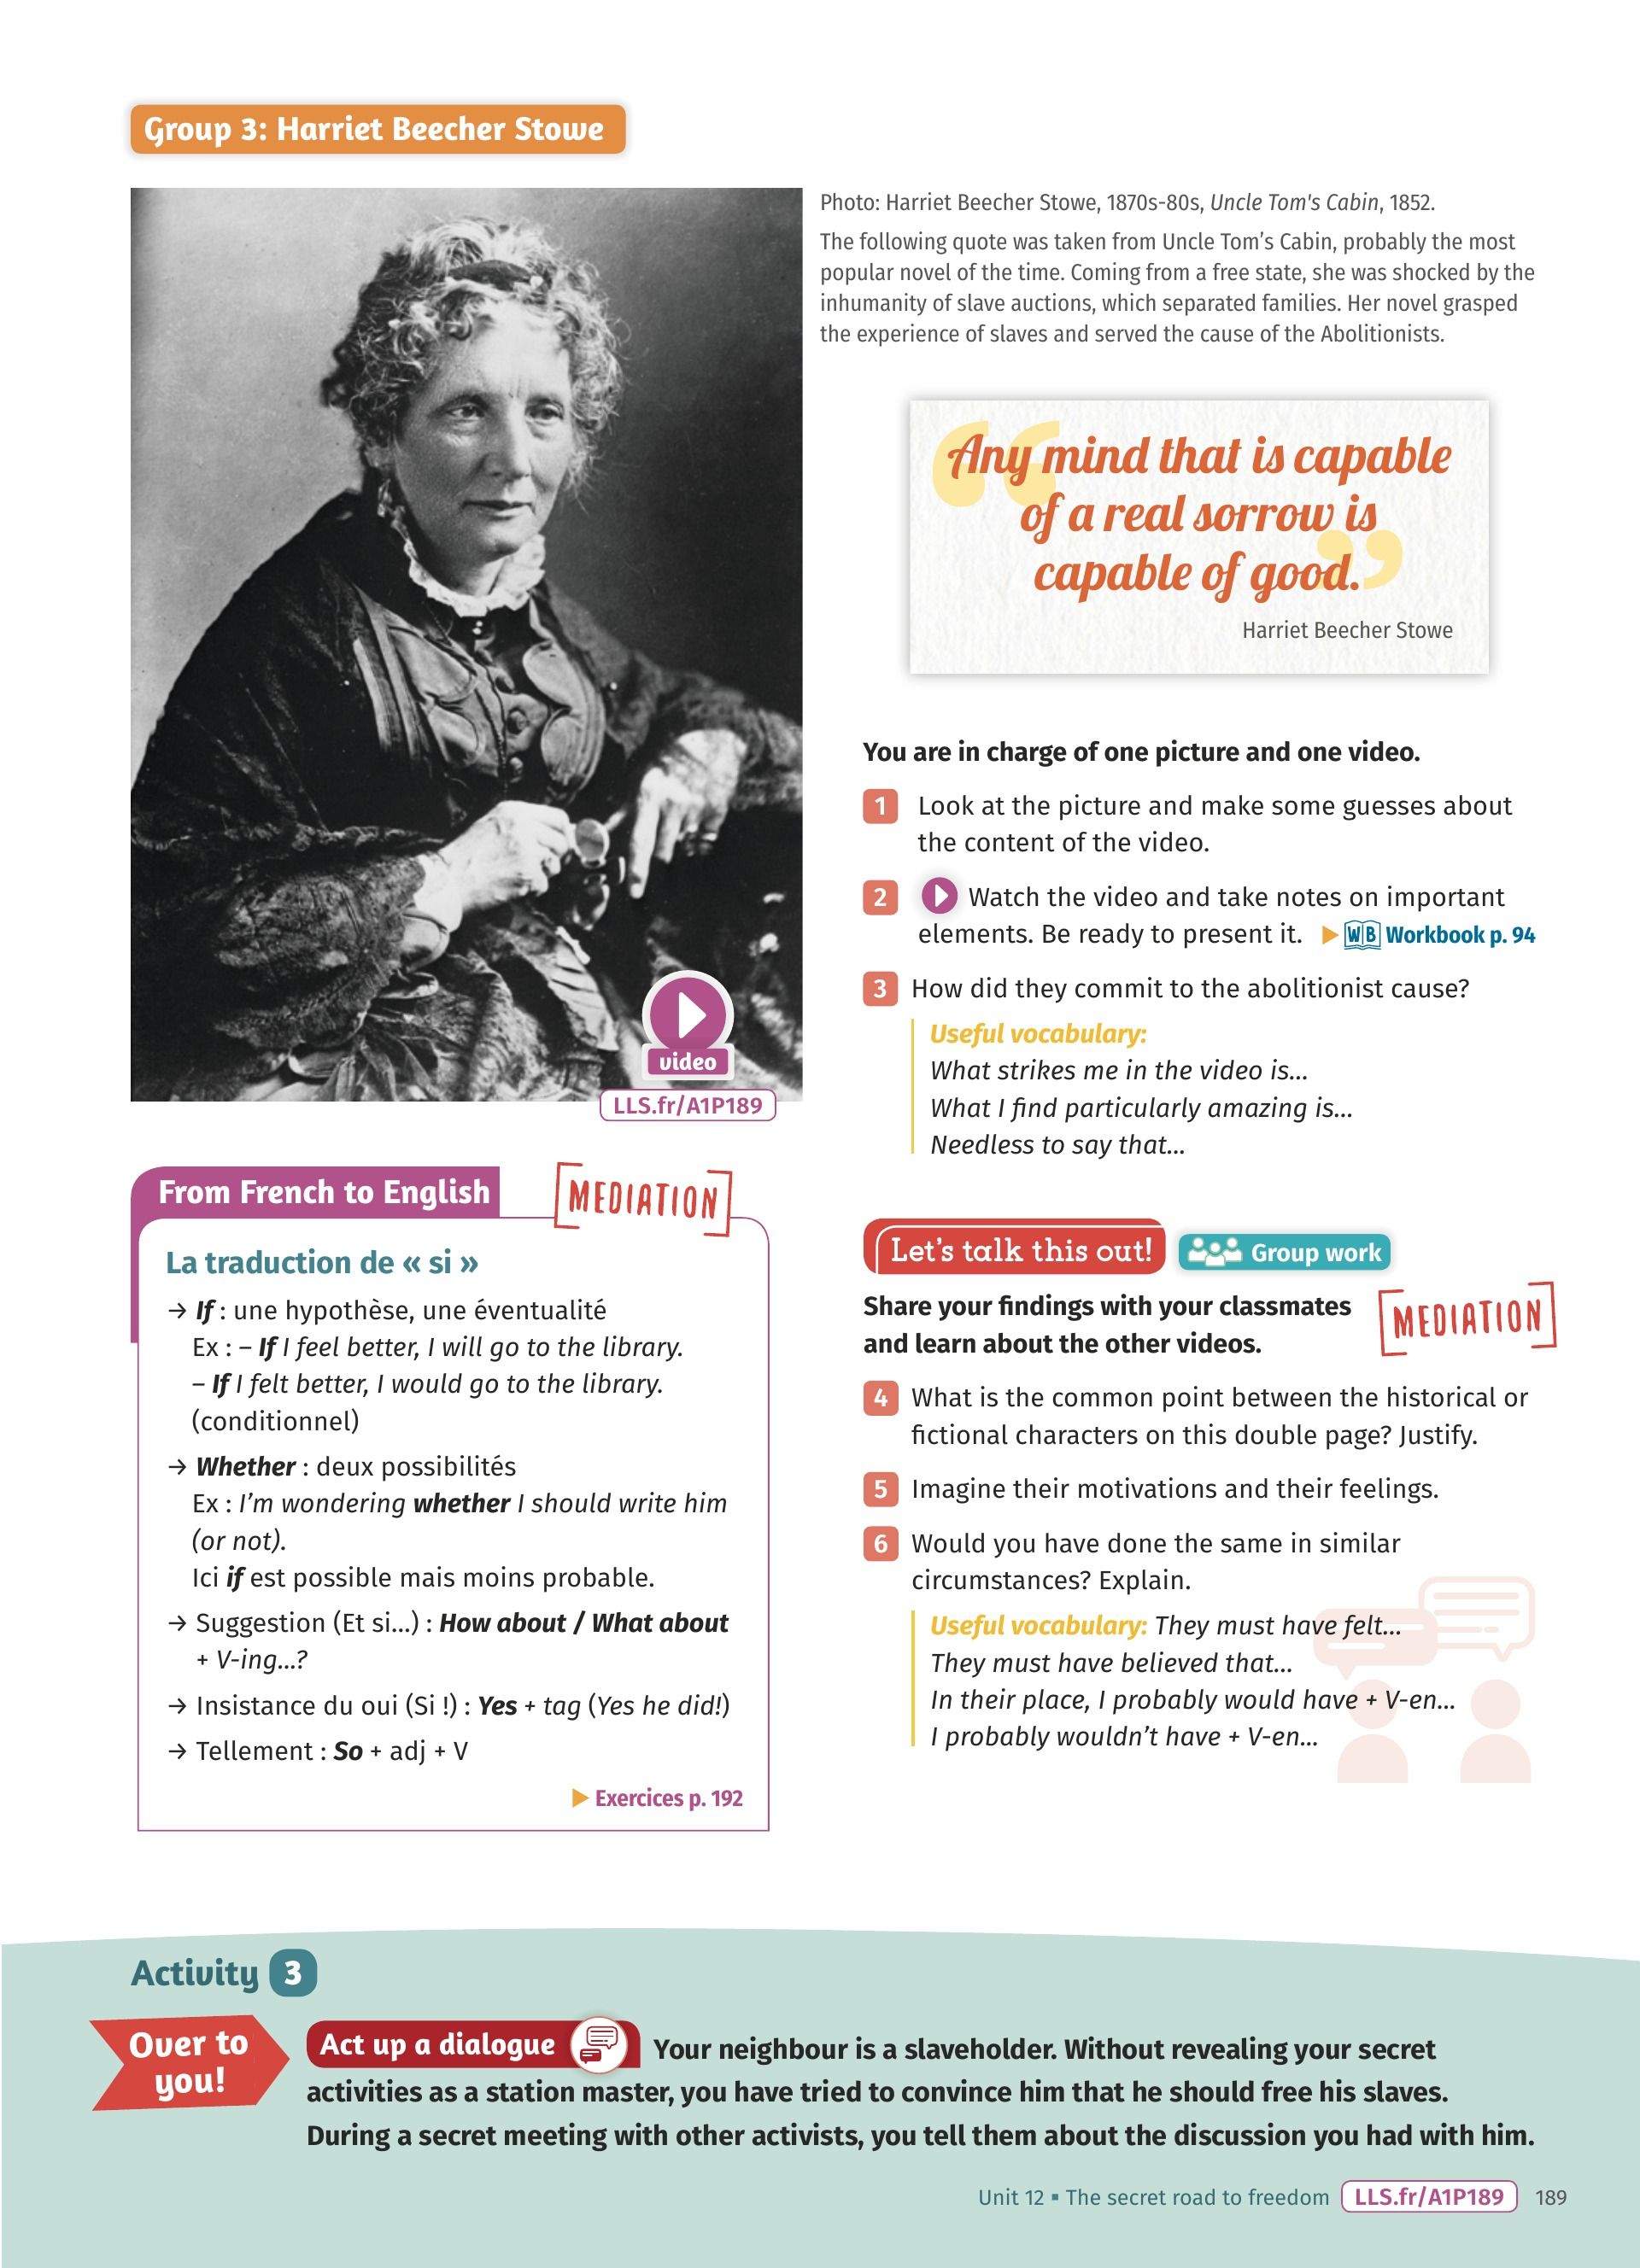 Group 3: Harriet Beecher Stowe
Photo: Harriet Beecher Stowe, 1870s-80s, Uncle Tom's Cabin, 1852.
The following quote was taken from Uncle Tom’s Cabin, probably the most
popular novel of the time. Coming from a free state, she was shocked by the
inhumanity of slave auctions, which separated families. Her novel grasped
the experience of slaves and served the cause of the Abolitionists.
“Any mind that is capable
of a real sorrow is
capable of good.”
Harriet Beecher Stowe
video
LLS.fr/A1P189
You are in charge of one picture and one video.
1 Look at the picture and make some guesses about
the content of the video.
2 Watch the video and take notes on important
elements. Be ready to present it. WB Workbook p. 94
3 How did they commit to the abolitionist cause?
Useful vocabulary:
What strikes me in the video is...
What I find particularly amazing is...
Needless to say that...
From French to English
MEDIATION
La traduction de « si »
→ If : une hypothèse, une éventualité
Ex : – If I feel better, I will go to the library.
– If I felt better, I would go to the library.
(conditionnel)
→ Whether : deux possibilités
Ex : I’m wondering whether I should write him
(or not).
Ici if est possible mais moins probable.
→ Suggestion (Et si...) : How about / What about
+ V-ing...?
→ Insistance du oui (Si !) : Yes + tag (Yes he did!)
→ Tellement : So + adj + V
Exercices p. 192
Let’s talk this out!
Group work
Share your findings with your classmates
and learn about the other videos.
MEDIATION
4 What is the common point between the historical or
fictional characters on this double page? Justify.
5 Imagine their motivations and their feelings.
6 Would you have done the same in similar
circumstances? Explain.
Useful vocabulary: They must have felt...
They must have believed that...
In their place, I probably would have + V-en...
I probably wouldn’t have + V-en...
Activity 3
Over to
you!
Act up a dialogue
Your neighbour is a slaveholder. Without revealing your secret
activities as a station master, you have tried to convince him that he should free his slaves.
During a secret meeting with other activists, you tell them about the discussion you had with him.
Unit 12 ▪ The secret road to freedom LLS.fr/A1P189 189